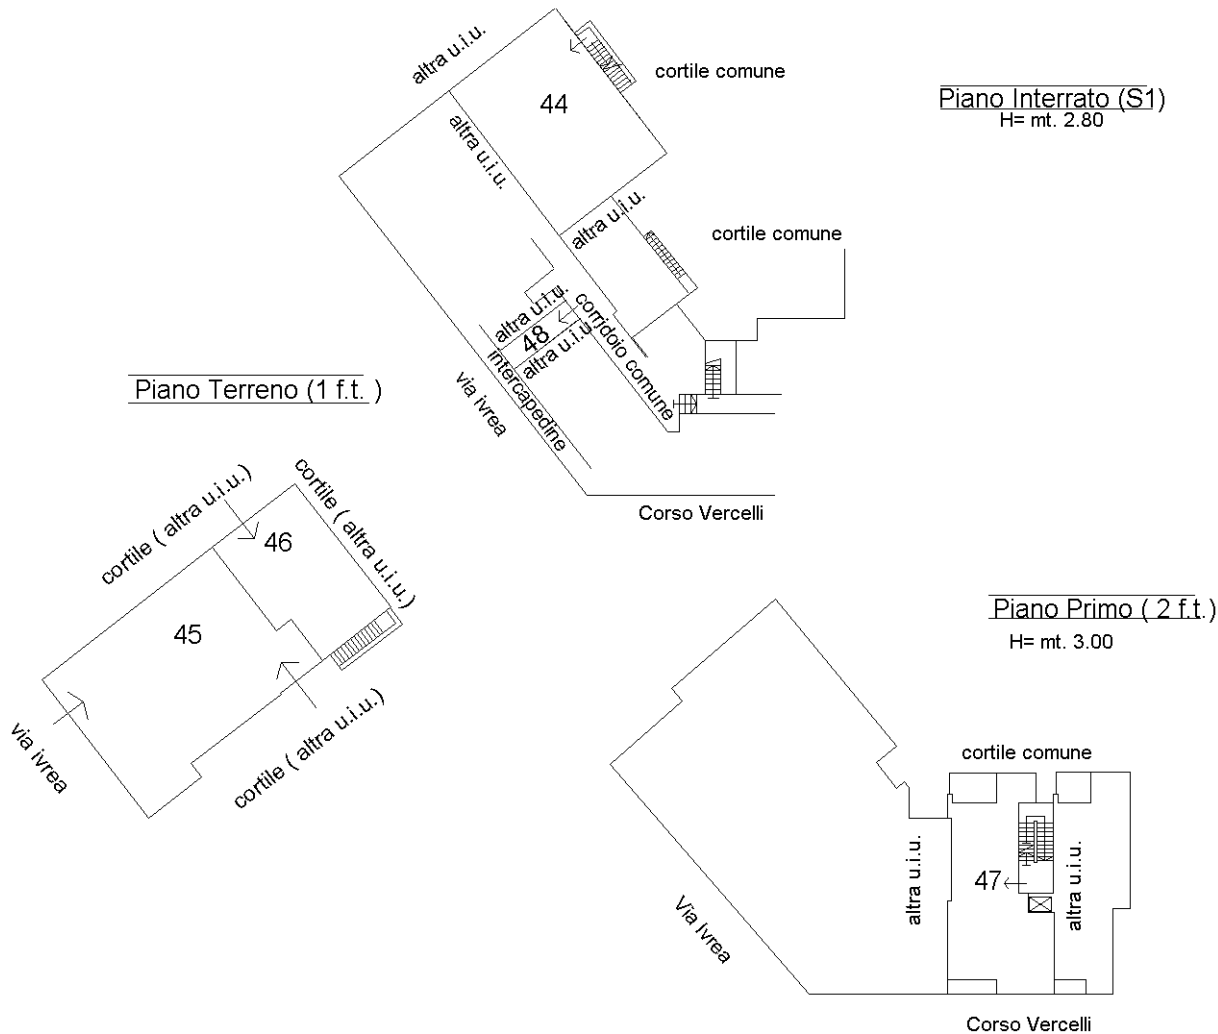 altra u.i.u.
cortile comune
44
Piano Interrato (S1)
H= mt. 2.80
altra u.i.u.
altra u.i.u.
cortile comune
altra u.i.u.
48
altra u.i.u.
corridoio comune
intercapedine
via ivrea
Corso Vercelli
Piano Terreno (1 f.t. )
cortile ( altra u.i.u.)
cortile ( altra u.i.u.)
46
45
via ivrea
cortile ( altra u.i.u.)
Piano Primo ( 2 f.t.)
H= mt. 3.00
cortile comune
altra u.i.u.
47
altra u.i.u.
Via Ivrea
Corso Vercelli